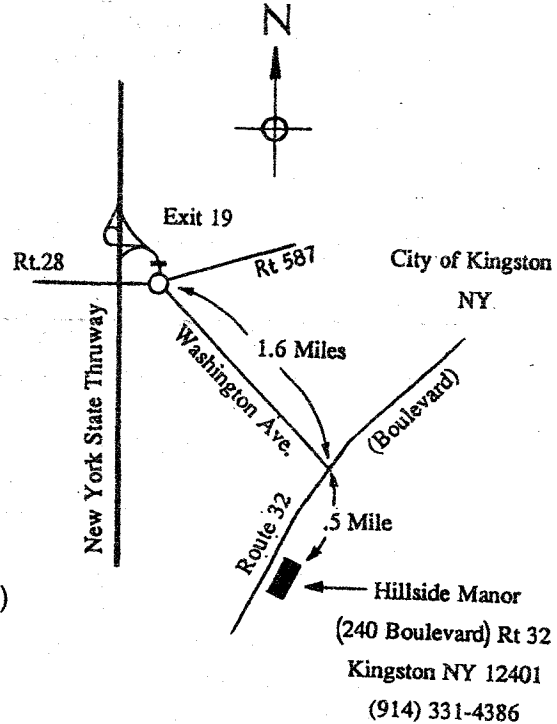 N
Exit 19
Rt.28
Rt 587
City of Kingston
NY
1.6 Miles
Washington Ave.
New York State Thruway
(Boulevard)
Route 32
.5 Mile
)
Hillside Manor
(240 Boulevard) Rt 32
Kingston NY 12401
(914) 331-4386